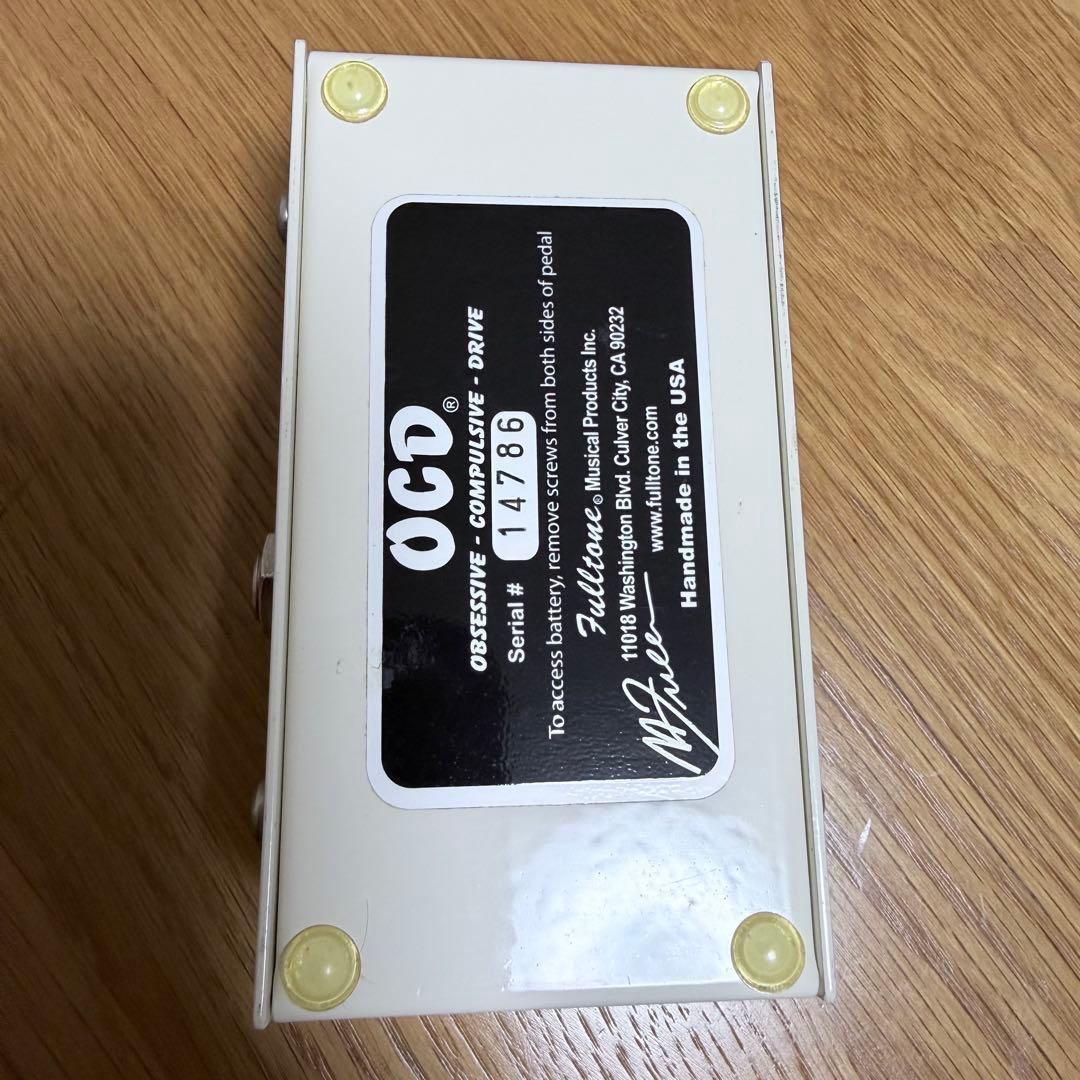 OCD®
OBSESSIVE - COMPULSIVE - DRIVE
Serial # 14786
To access battery, remove screws from both sides of pedal
Fulltone® Musical Products Inc.
11018 Washington Blvd. Culver City, CA 90232
www.fulltone.com
Handmade in the USA
M Fuller